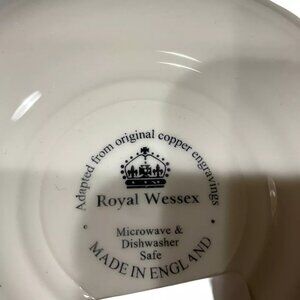 Adapted from original copper engravings
Royal Wessex
Microwave &
Dishwasher
Safe
MADE IN ENGLAND